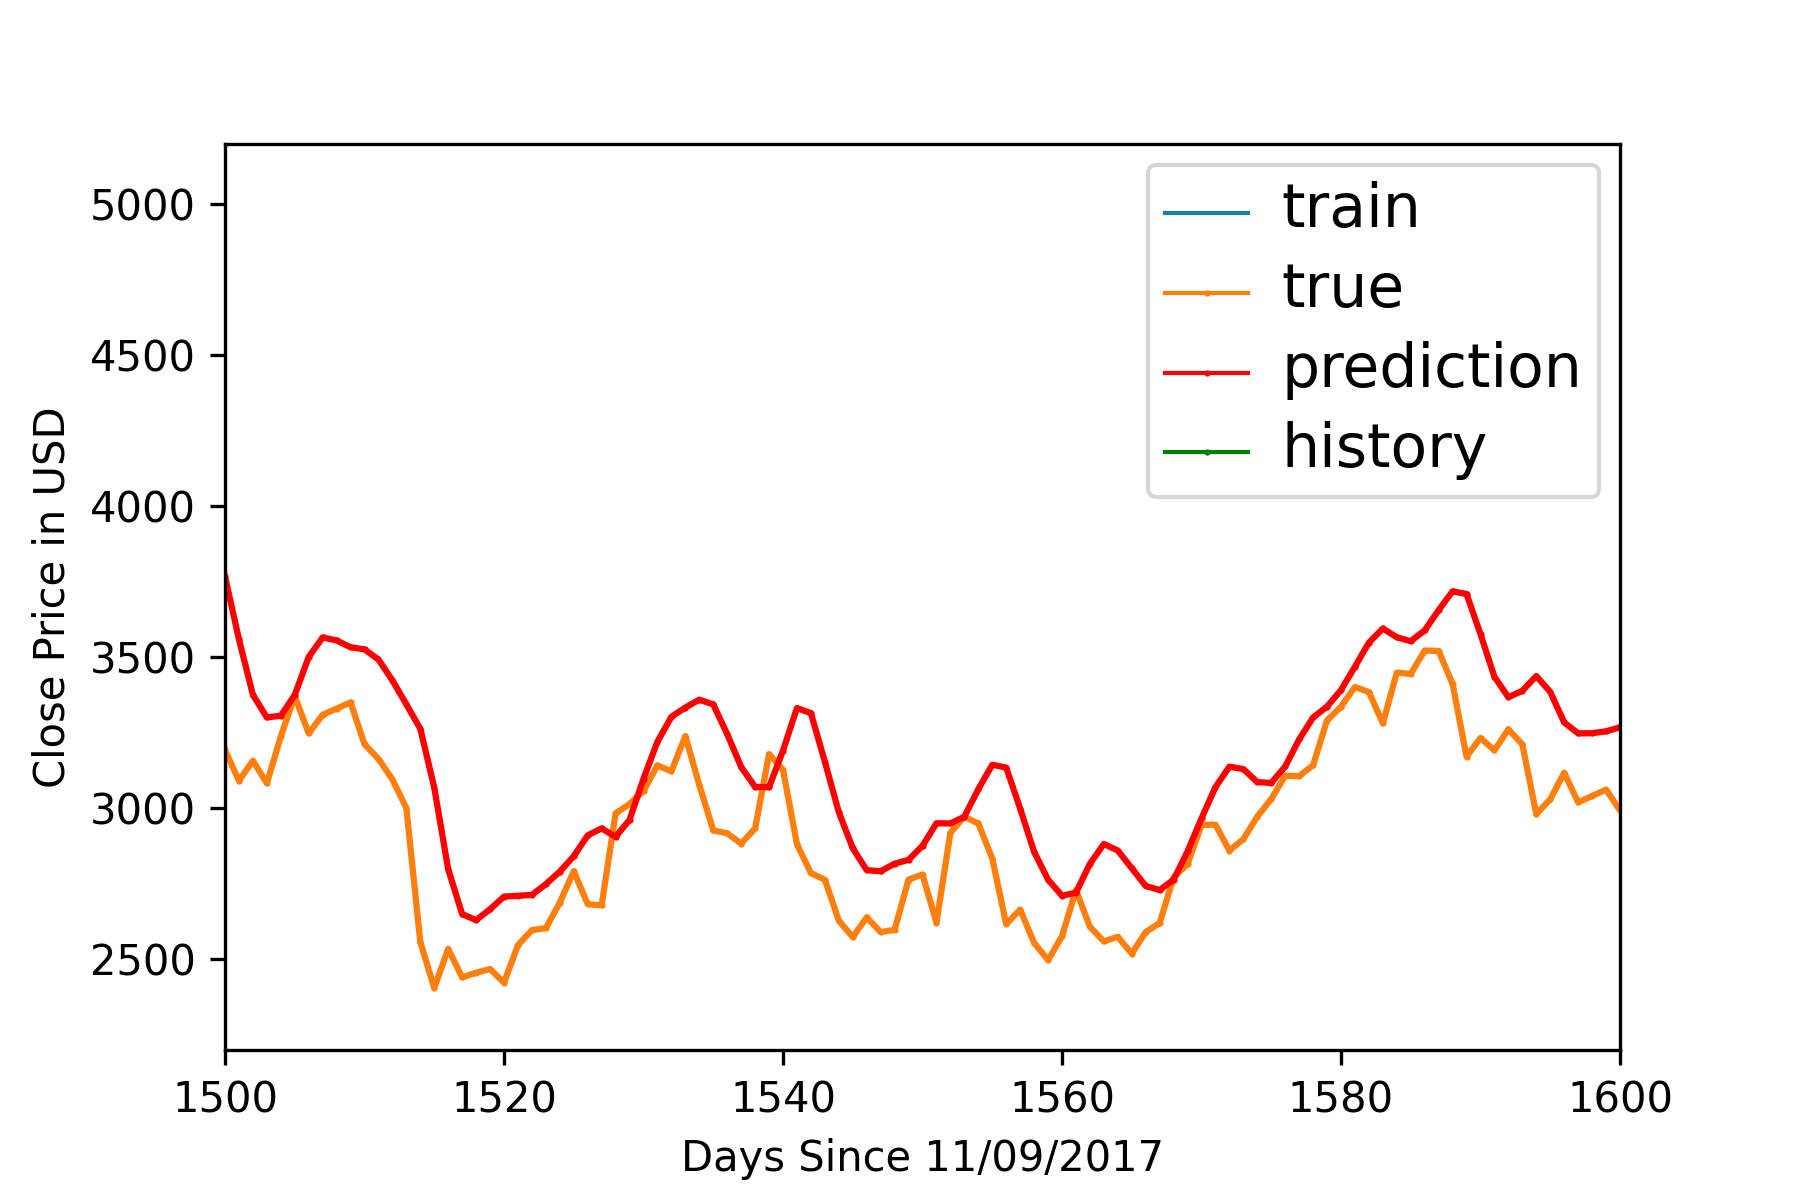 train
true
prediction
history
5000
4500
4000
3500
3000
2500
Close Price in USD
1500 1520 1540 1560 1580 1600
Days Since 11/09/2017